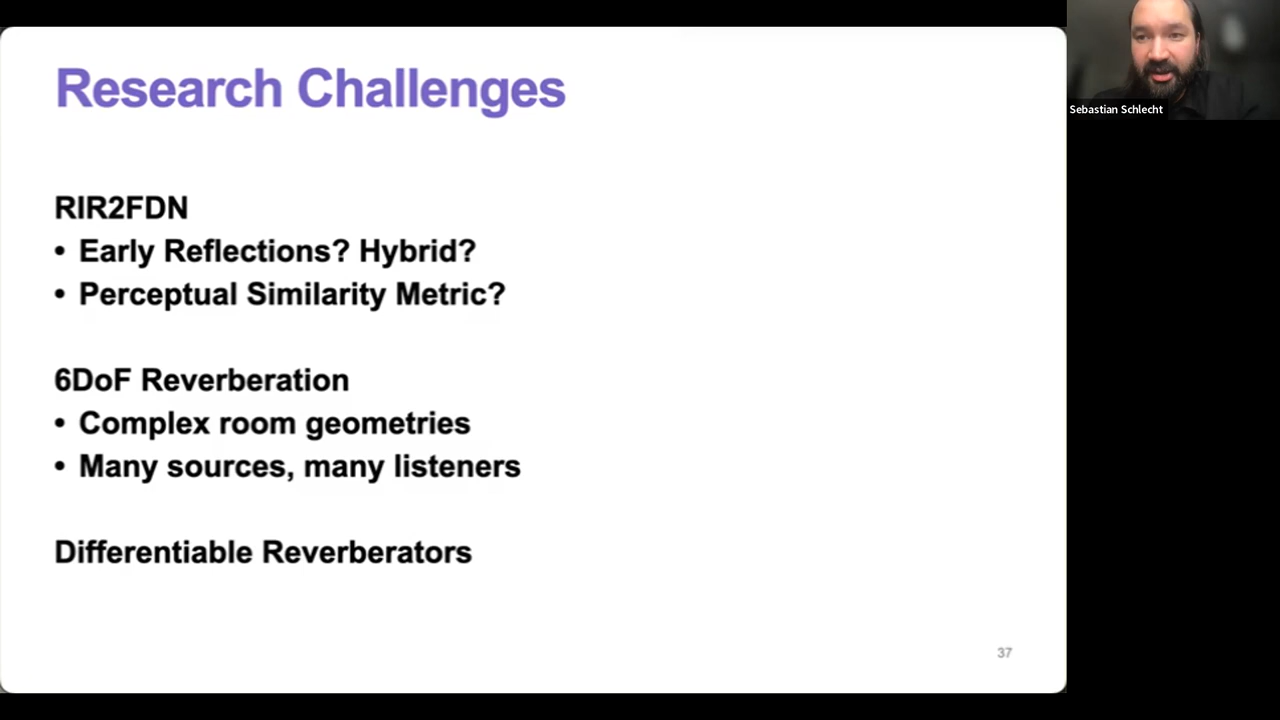 Research Challenges
RIR2FDN
• Early Reflections? Hybrid?
• Perceptual Similarity Metric?
6DoF Reverberation
• Complex room geometries
• Many sources, many listeners
Differentiable Reverberators
37
Sebastian Schlecht